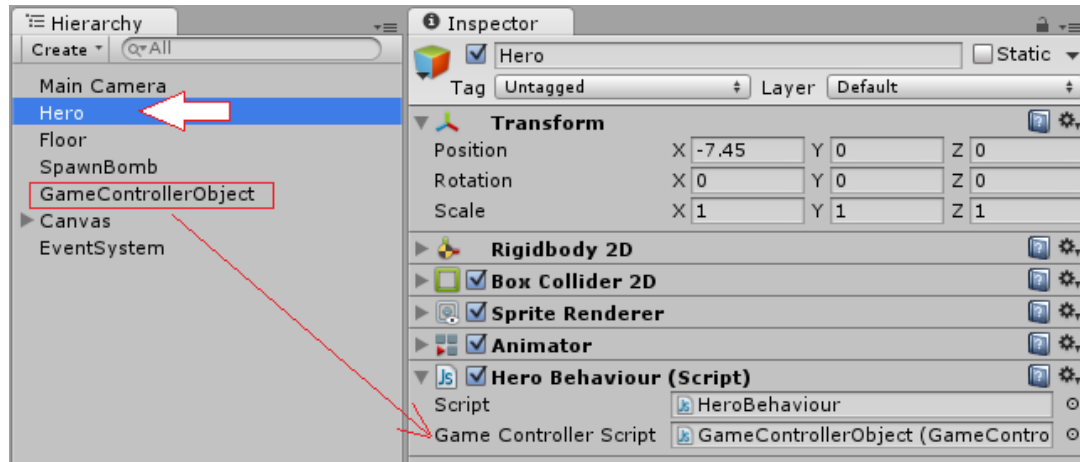 Hierarchy
Create
All
Main Camera
Hero
Floor
SpawnBomb
GameControllerObject
Canvas
EventSystem
Inspector
Hero Static
Tag Untagged Layer Default
Transform
Position X -7.45 Y 0 Z 0
Rotation X 0 Y 0 Z 0
Scale X 1 Y 1 Z 1
Rigidbody 2D
Box Collider 2D
Sprite Renderer
Animator
Js Hero Behaviour (Script)
Script HeroBehaviour
Game Controller Script GameControllerObject (GameContro